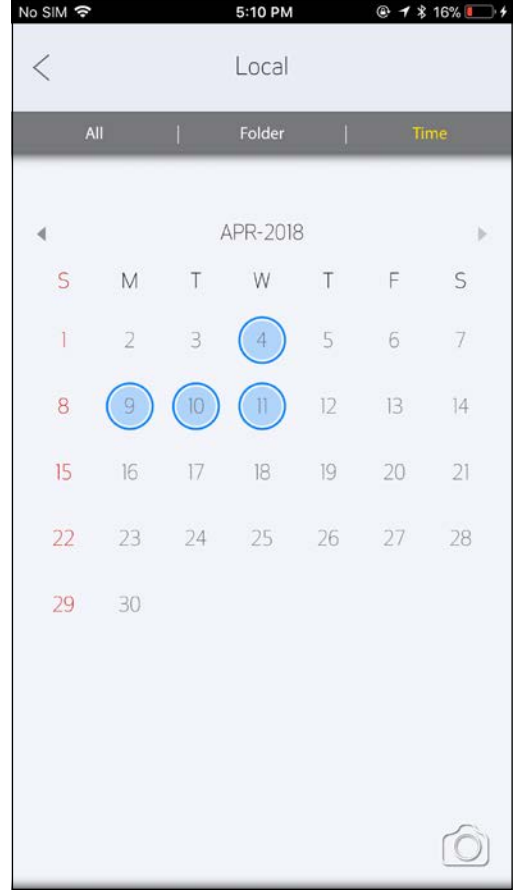 No SIM 5:10 PM 16%
Local
All | Folder | Time
APR-2018
S M T W T F S
1 2 3 4 5 6 7
8 9 10 11 12 13 14
15 16 17 18 19 20 21
22 23 24 25 26 27 28
29 30